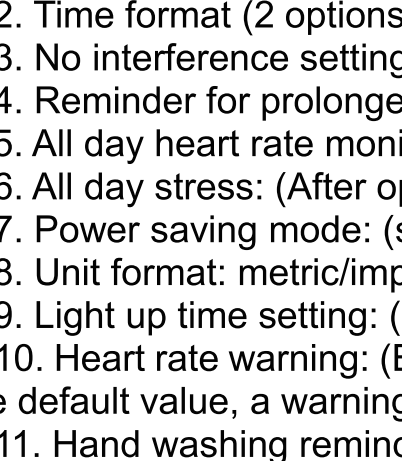 2. Time format (2 options
3. No interference setting
4. Reminder for prolonge
5. All day heart rate moni
6. All day stress: (After op
7. Power saving mode: (s
8. Unit format: metric/imp
9. Light up time setting: (
10. Heart rate warning: (E
e default value, a warning
11. Hand washing remind